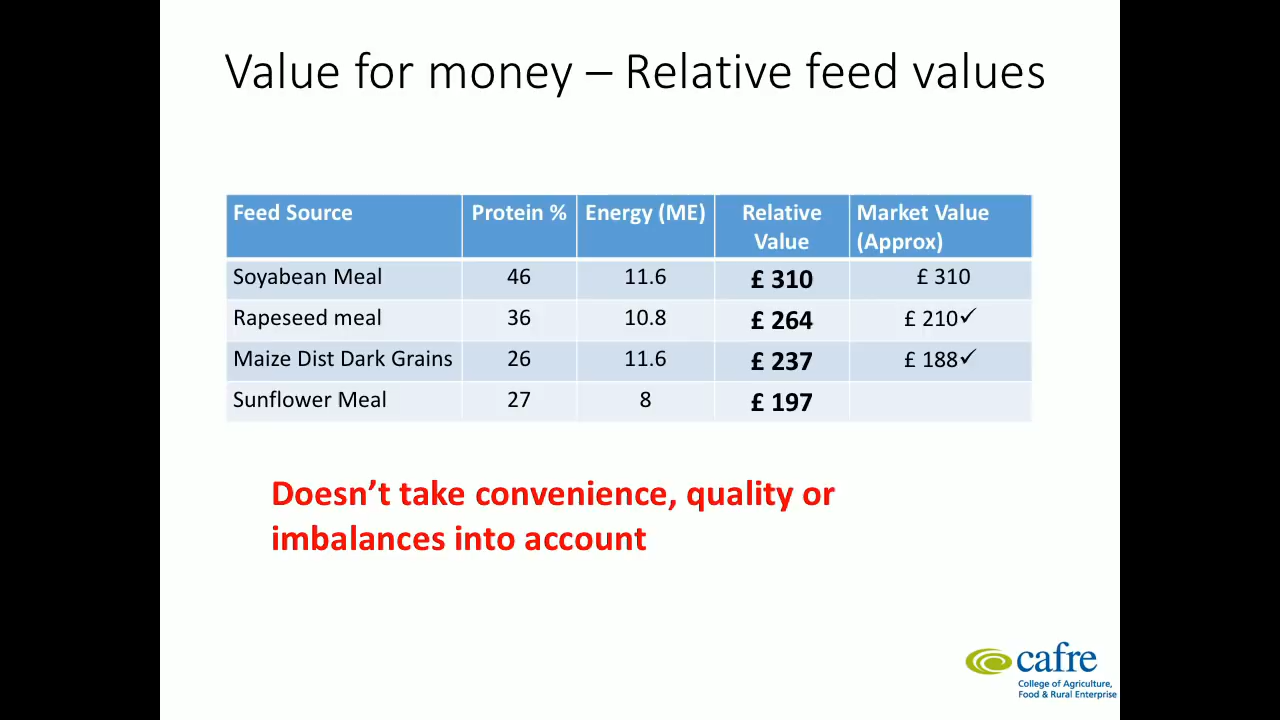 Value for money – Relative feed values
Feed Source Protein % Energy (ME) Relative Value Market Value (Approx)
Soyabean Meal 46 11.6 £ 310 £ 310
Rapeseed meal 36 10.8 £ 264 £ 210✓
Maize Dist Dark Grains 26 11.6 £ 237 £ 188✓
Sunflower Meal 27 8 £ 197
Doesn’t take convenience, quality or
imbalances into account
cafre
College of Agriculture,
Food & Rural Enterprise